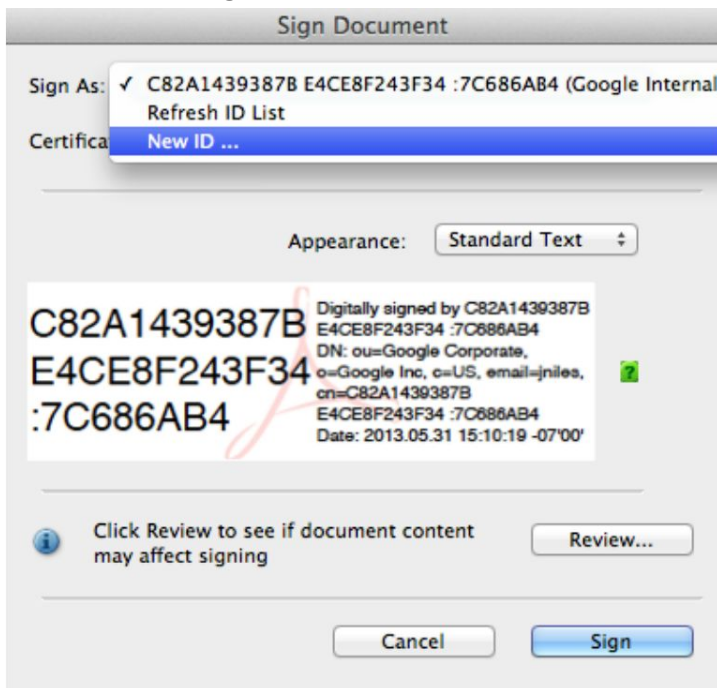 Sign Document
Sign As: ✓ C82A1439387B E4CE8F243F34 :7C686AB4 (Google Internal
Refresh ID List
Certifica
New ID ...
Appearance: Standard Text
C82A1439387B
E4CE8F243F34
:7C686AB4
Digitally signed by C82A1439387B
E4CE8F243F34 :7C686AB4
DN: ou=Google Corporate,
o=Google Inc, c=US, email=jniles,
cn=C82A1439387B
E4CE8F243F34 :7C686AB4
Date: 2013.05.31 15:10:19 -07'00'
?
Click Review to see if document content
may affect signing
Review...
Cancel
Sign